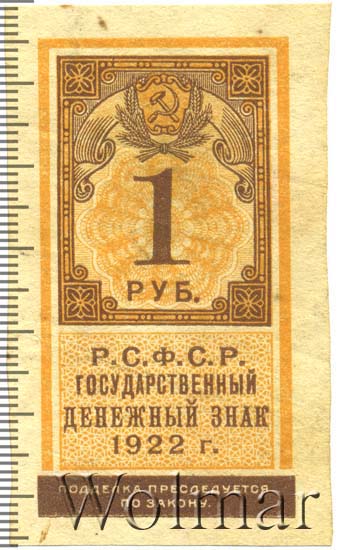 1
РУБ.
Р.С.Ф.С.Р.
ГОСУДАРСТВЕННЫЙ
ДЕНЕЖНЫЙ ЗНАК
1922 г.
ПОДДЕЛКА ПРЕСЛЕДУЕТСЯ
ПО ЗАКОНУ.
Wolmar